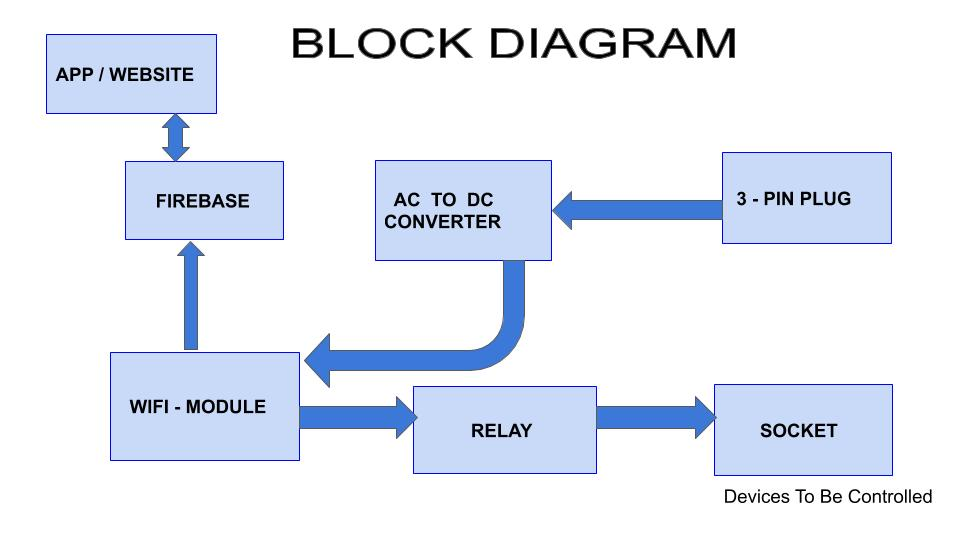 BLOCK DIAGRAM
APP / WEBSITE
FIREBASE
AC TO DC
CONVERTER
3 - PIN PLUG
WIFI - MODULE
RELAY
SOCKET
Devices To Be Controlled